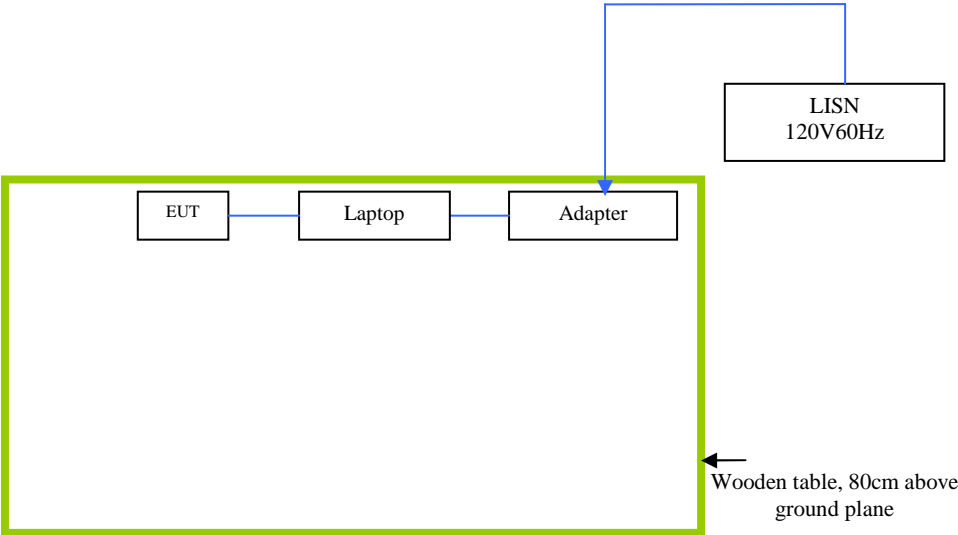 LISN
120V60Hz
EUT
Laptop
Adapter
Wooden table, 80cm above
ground plane